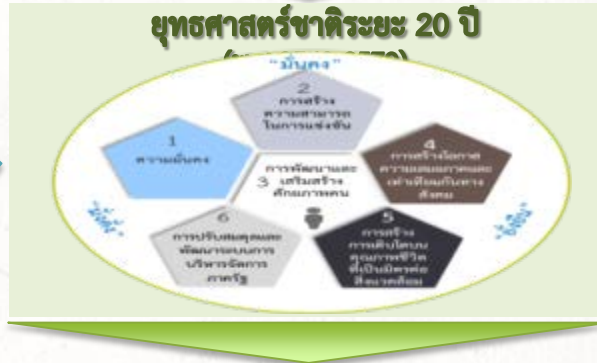 ยุทธศาสตร์ชาติระยะ 20 ปี
“มั่นคง”
2
การสร้าง
ความสามารถ
ในการแข่งขัน
1
ความมั่นคง
การพัฒนาและ
3 เสริมสร้าง
ศักยภาพคน
4
การสร้างโอกาส
ความเสมอภาคและ
เท่าเทียมกันทาง
สังคม
“มั่งคั่ง”
“ยั่งยืน”
6
การปรับสมดุลและ
พัฒนาระบบการ
บริหารจัดการ
ภาครัฐ
5
การสร้าง
การเติบโตบน
คุณภาพชีวิต
ที่เป็นมิตรต่อ
สิ่งแวดล้อม